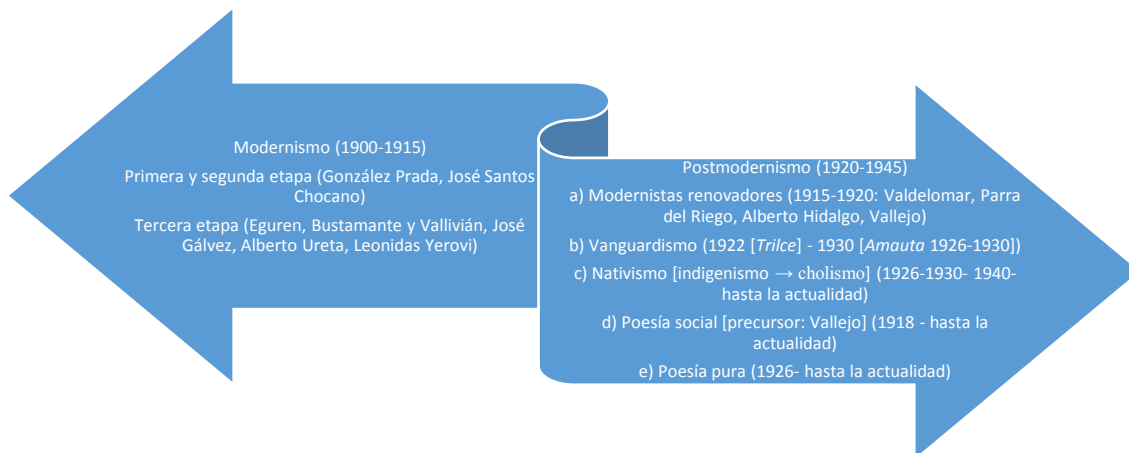 Modernismo (1900-1915)
Primera y segunda etapa (González Prada, José Santos
Chocano)
Tercera etapa (Eguren, Bustamante y Vallivián, José
Gálvez, Alberto Ureta, Leonidas Yerovi)
Postmodernismo (1920-1945)
a) Modernistas renovadores (1915-1920: Valdelomar, Parra
del Riego, Alberto Hidalgo, Vallejo)
b) Vanguardismo (1922 [Trilce] - 1930 [Amauta 1926-1930])
c) Nativismo [indigenismo → cholismo] (1926-1930- 1940-
hasta la actualidad)
d) Poesía social [precursor: Vallejo] (1918 - hasta la
actualidad)
e) Poesía pura (1926- hasta la actualidad)